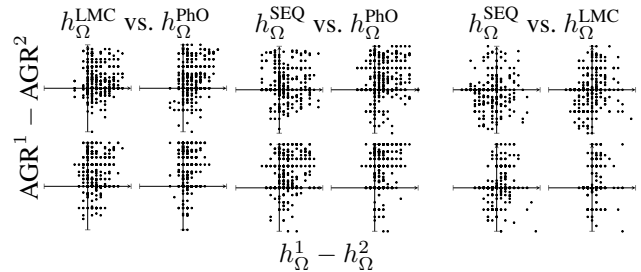 h_Ω^LMC vs. h_Ω^PhO h_Ω^SEQ vs. h_Ω^PhO h_Ω^SEQ vs. h_Ω^LMC
AGR^1 − AGR^2
h_Ω^1 − h_Ω^2